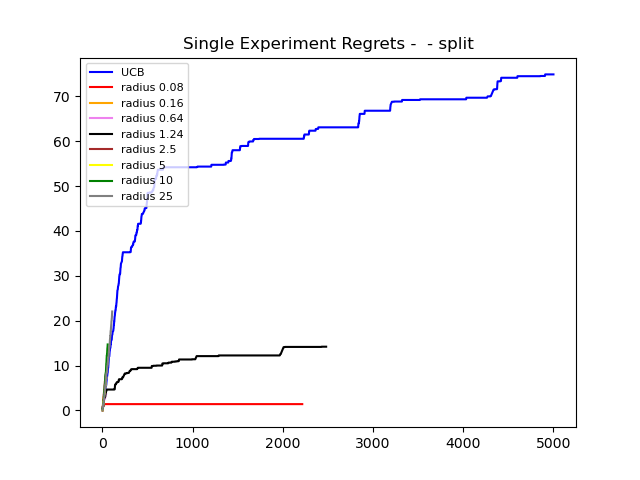 Single Experiment Regrets -  - split
UCB
radius 0.08
radius 0.16
radius 0.64
radius 1.24
radius 2.5
radius 5
radius 10
radius 25
70
60
50
40
30
20
10
0
0 1000 2000 3000 4000 5000